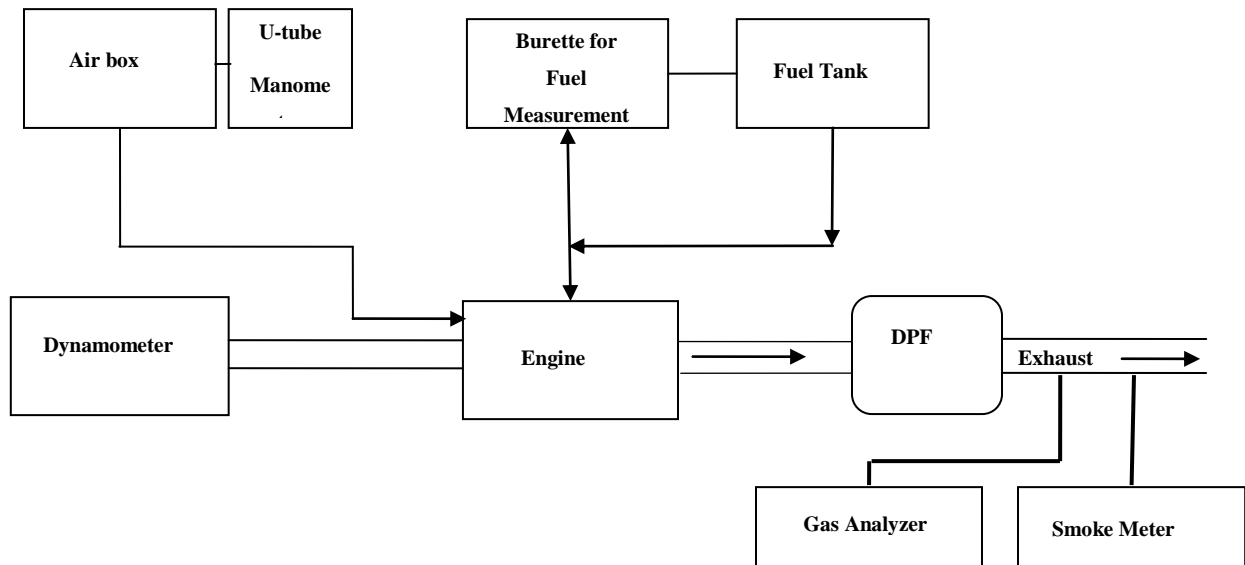 Air box
U-tube
Manome
Burette for
Fuel
Measurement
Fuel Tank
Dynamometer
Engine
DPF
Exhaust
Gas Analyzer
Smoke Meter